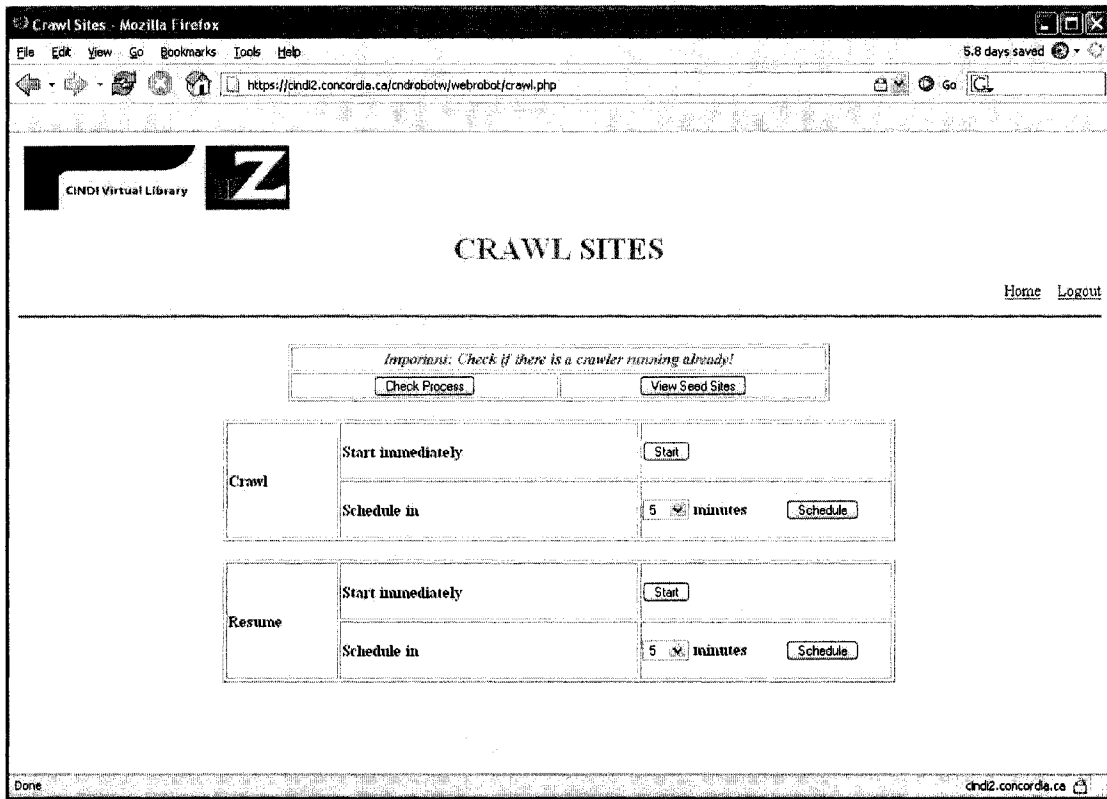 Crawl Sites - Mozilla Firefox
File Edit View Go Bookmarks Tools Help 5.8 days saved
https://cindi2.concordia.ca/cndrobotw/webrobot/crawl.php Go
CINDI Virtual Library Z
CRAWL SITES
Home Logout
Important: Check if there is a crawler running already!
Check Process View Seed Sites
Crawl
Start immediately Start
Schedule in 5 minutes Schedule
Resume
Start immediately Start
Schedule in 5 minutes Schedule
Done cindi2.concordia.ca